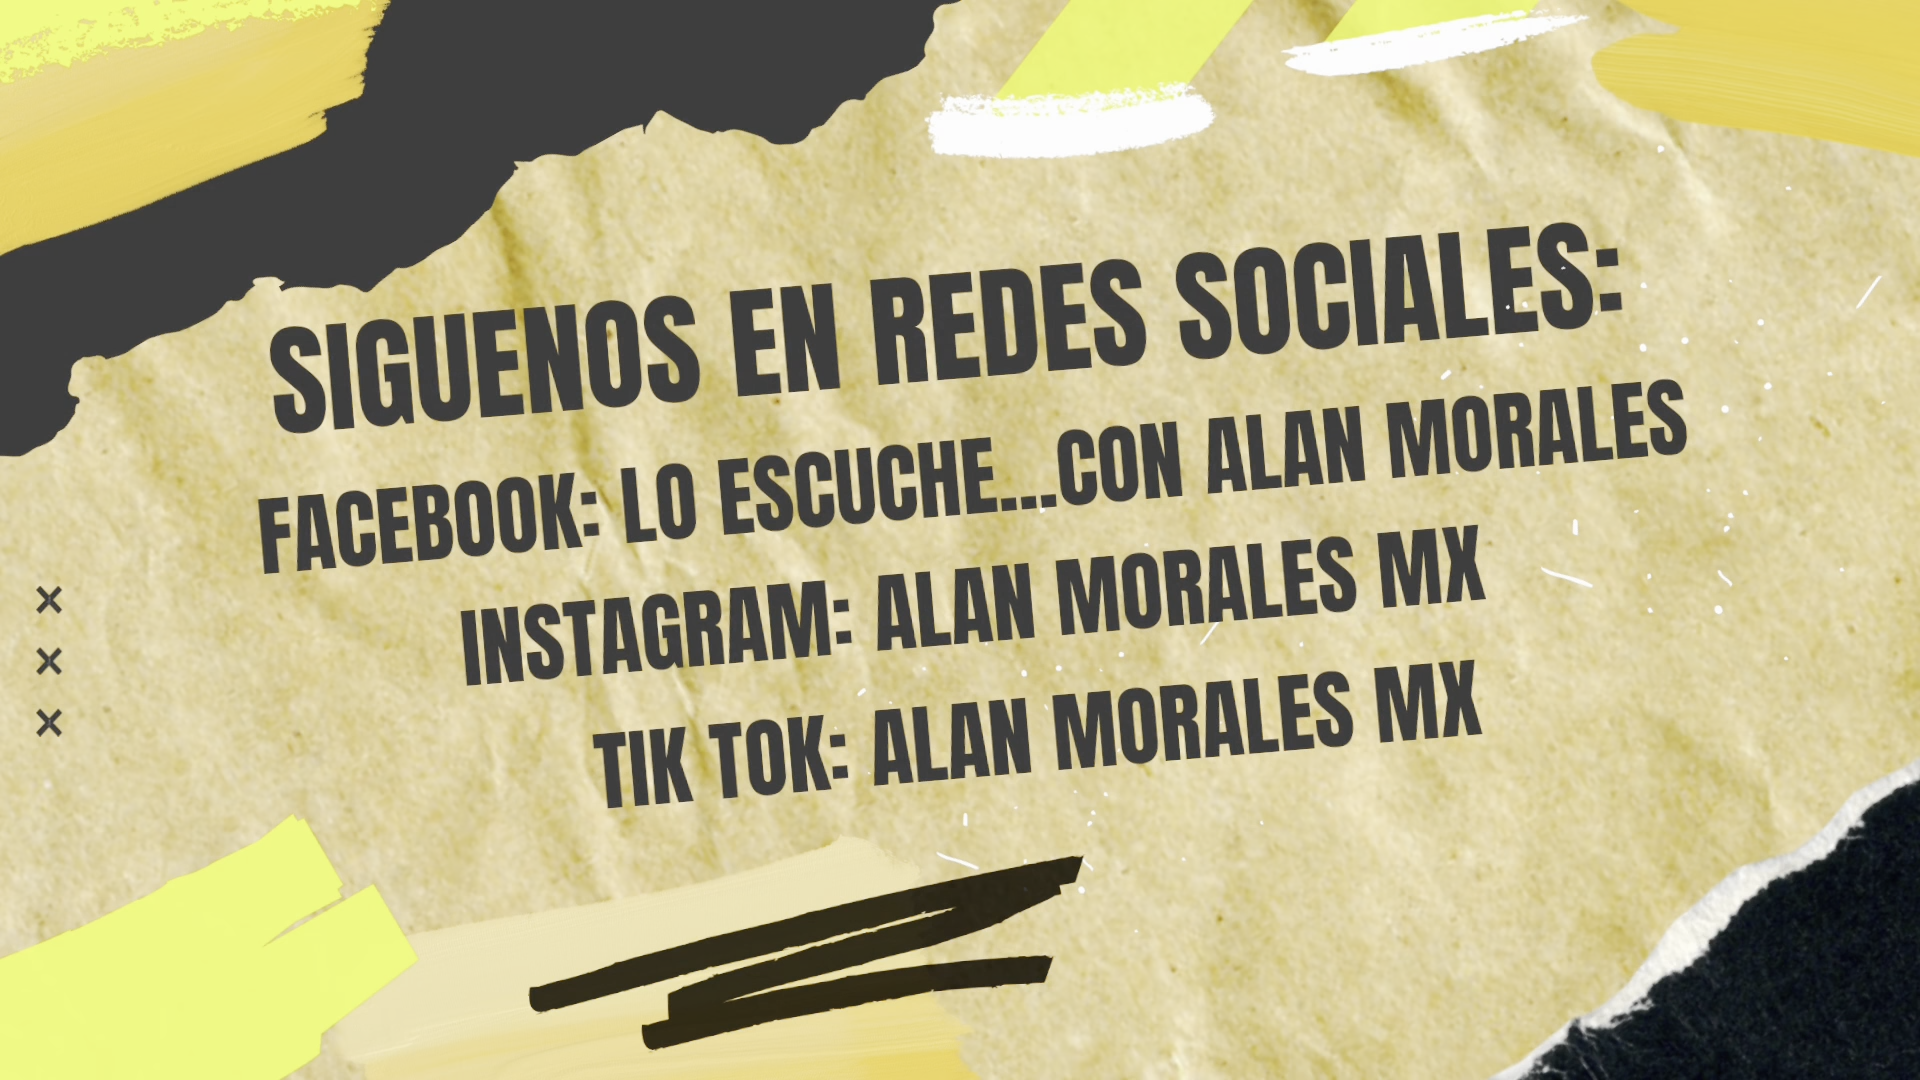 SIGUENOS EN REDES SOCIALES:
FACEBOOK: LO ESCUCHE...CON ALAN MORALES
INSTAGRAM: ALAN MORALES MX
TIK TOK: ALAN MORALES MX